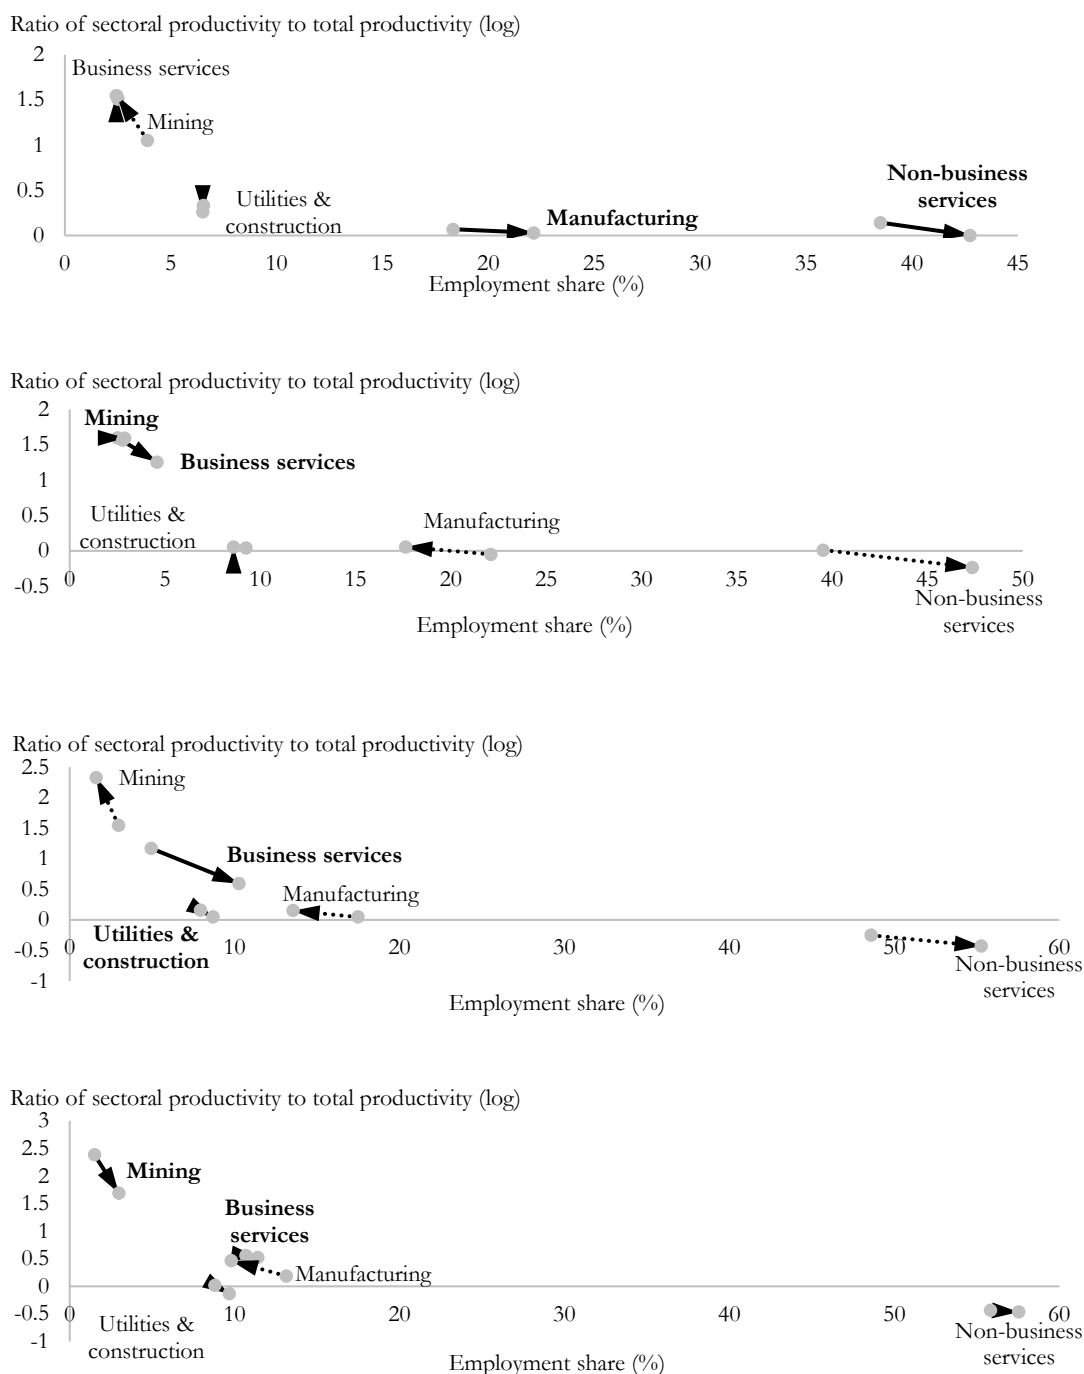 Ratio of sectoral productivity to total productivity (log)
2
Business services
1.5
Mining
1
Non-business
services
0.5
Utilities &
construction
Manufacturing
0
0 5 10 15 20 25 30 35 40 45
Employment share (%)
Ratio of sectoral productivity to total productivity (log)
2
Mining
1.5
Business services
1
0.5
Utilities &
construction
Manufacturing
0
-0.5
0 5 10 15 20 25 30 35 40 45 50
Non-business
services
Employment share (%)
Ratio of sectoral productivity to total productivity (log)
2.5
Mining
2
1.5
1
Business services
0.5
Manufacturing
0
Utilities &
construction
-0.5
0 10 20 30 40 50 60
Non-business
services
-1
Employment share (%)
Ratio of sectoral productivity to total productivity (log)
3
2.5
2
Mining
1.5
Business
services
1
0.5
Manufacturing
0
-0.5
0 10 20 30 40 50 60
Utilities &
construction
Non-business
services
-1
Employment share (%)